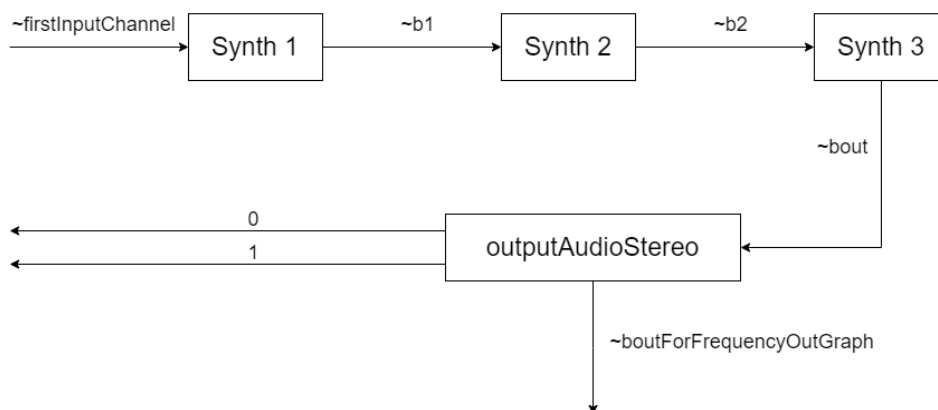 ~firstInputChannel
Synth 1
~b1
Synth 2
~b2
Synth 3
~bout
0
1
outputAudioStereo
~boutForFrequencyOutGraph